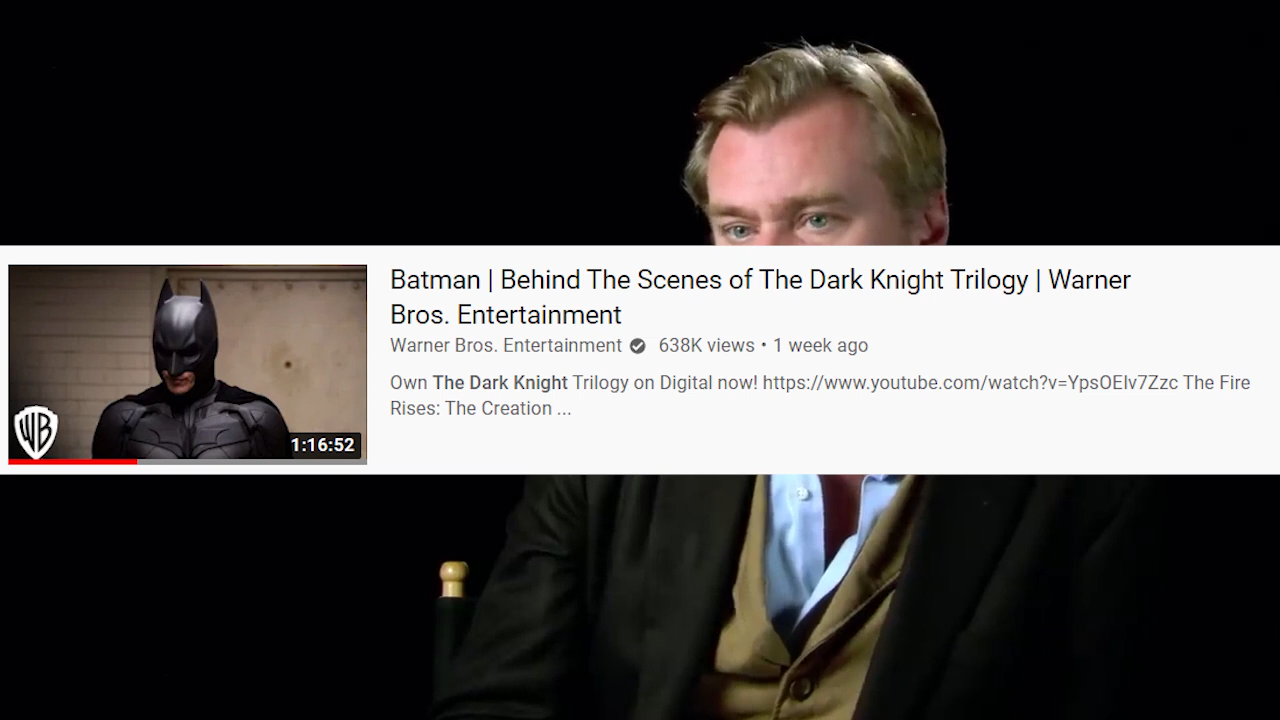 Batman | Behind The Scenes of The Dark Knight Trilogy | Warner
Bros. Entertainment
Warner Bros. Entertainment 638K views • 1 week ago
Own The Dark Knight Trilogy on Digital now! https://www.youtube.com/watch?v=YpsOEIv7Zzc The Fire
Rises: The Creation ...
WB
1:16:52